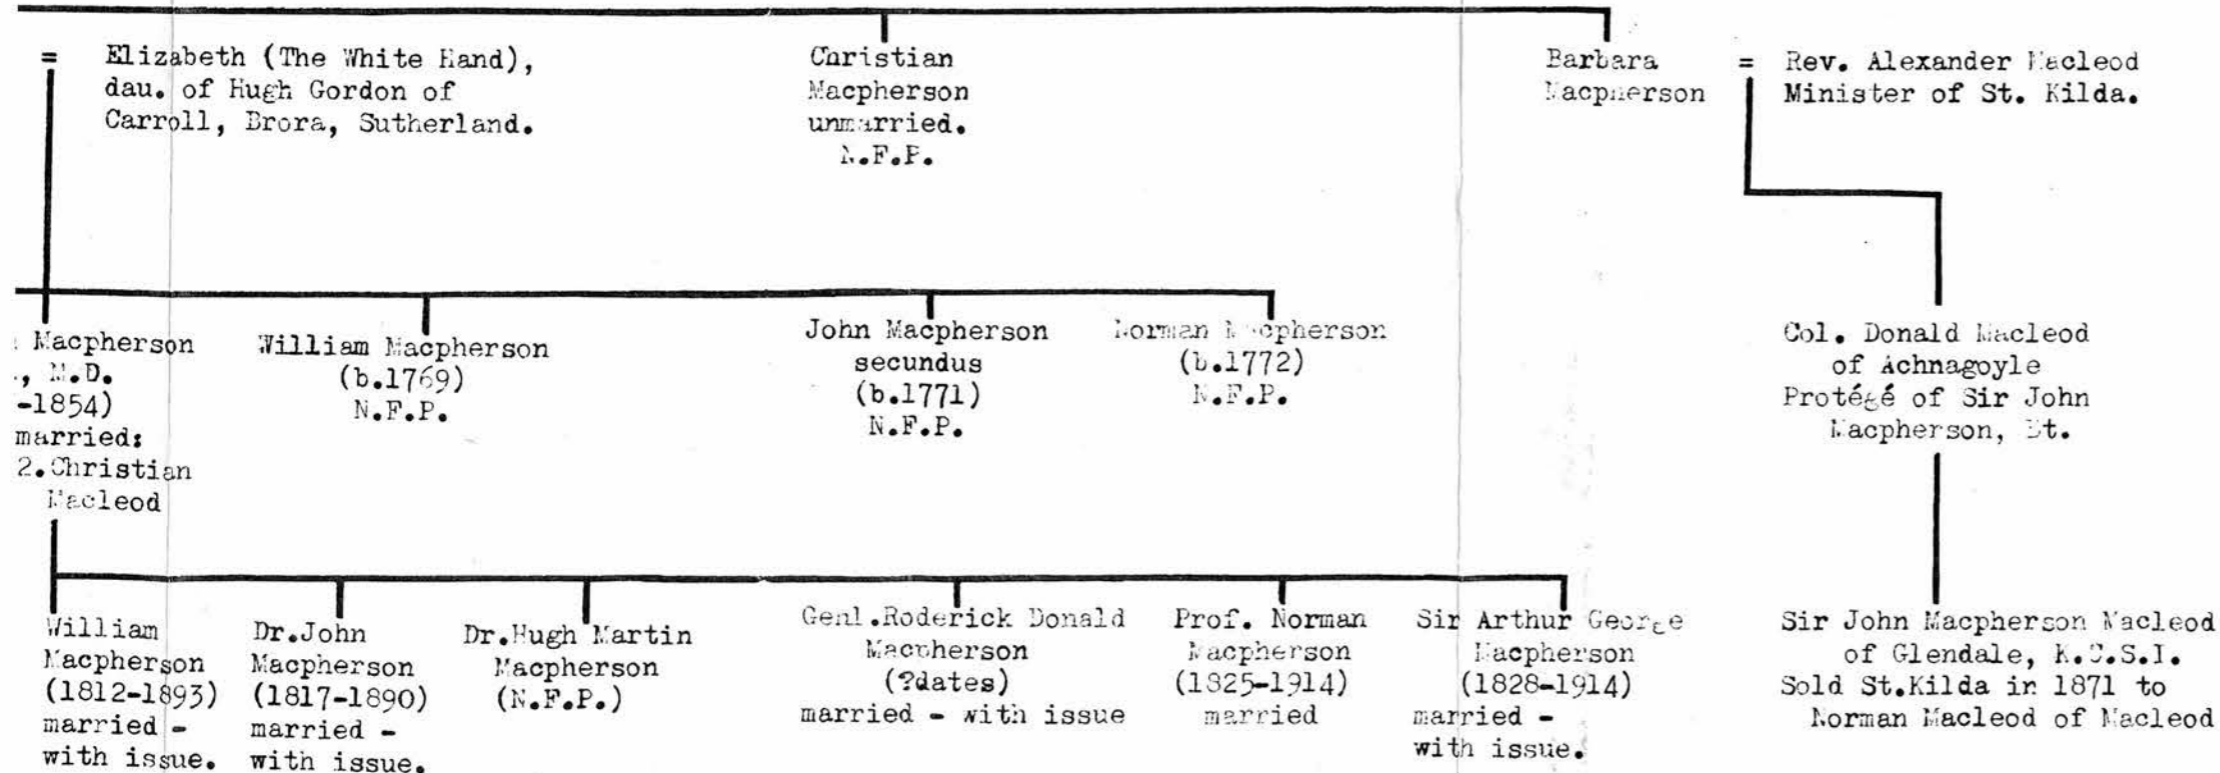 = Elizabeth (The White Hand),
dau. of Hugh Gordon of
Carroll, Brora, Sutherland.
Christian
Macpherson
unmarried.
N.F.P.
Barbara
Macpherson
= Rev. Alexander Macleod
Minister of St. Kilda.
Macpherson
., M.D.
-1854)
married:
2.Christian
Macleod
William Macpherson
(b.1769)
N.F.P.
John Macpherson
secundus
(b.1771)
N.F.P.
Norman Macpherson
(b.1772)
N.F.P.
Col. Donald Macleod
of Achnagoyle
Protégé of Sir John
Macpherson, Bt.
William
Macpherson
(1812-1893)
married -
with issue.
Dr.John
Macpherson
(1817-1890)
married -
with issue.
Dr.Hugh Martin
Macpherson
(N.F.P.)
Genl.Roderick Donald
Macpherson
(?dates)
married - with issue
Prof. Norman
Macpherson
(1825-1914)
married
Sir Arthur George
Macpherson
(1828-1914)
married -
with issue.
Sir John Macpherson Macleod
of Glendale, K.C.S.I.
Sold St.Kilda in 1871 to
Norman Macleod of Macleod